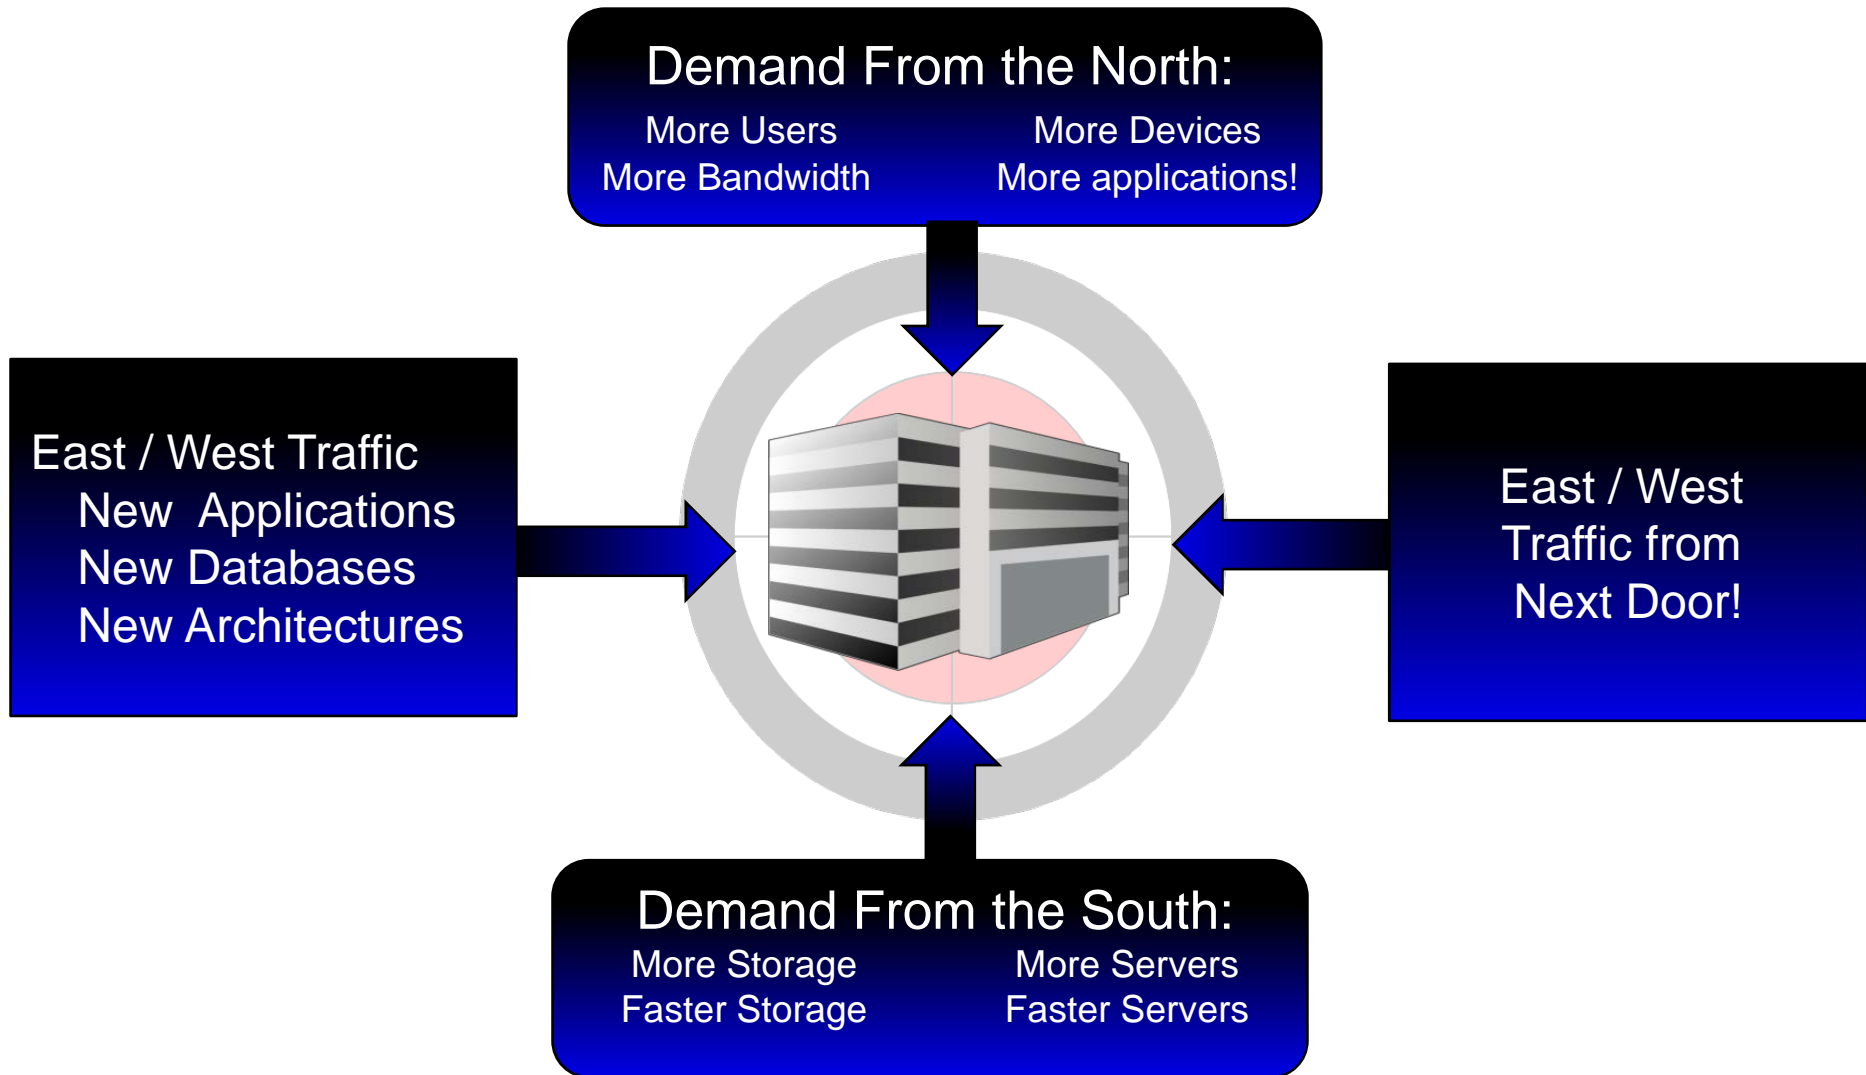 Demand From the North:
More Users More Devices
More Bandwidth More applications!
East / West Traffic
New Applications
New Databases
New Architectures
East / West
Traffic from
Next Door!
Demand From the South:
More Storage More Servers
Faster Storage Faster Servers